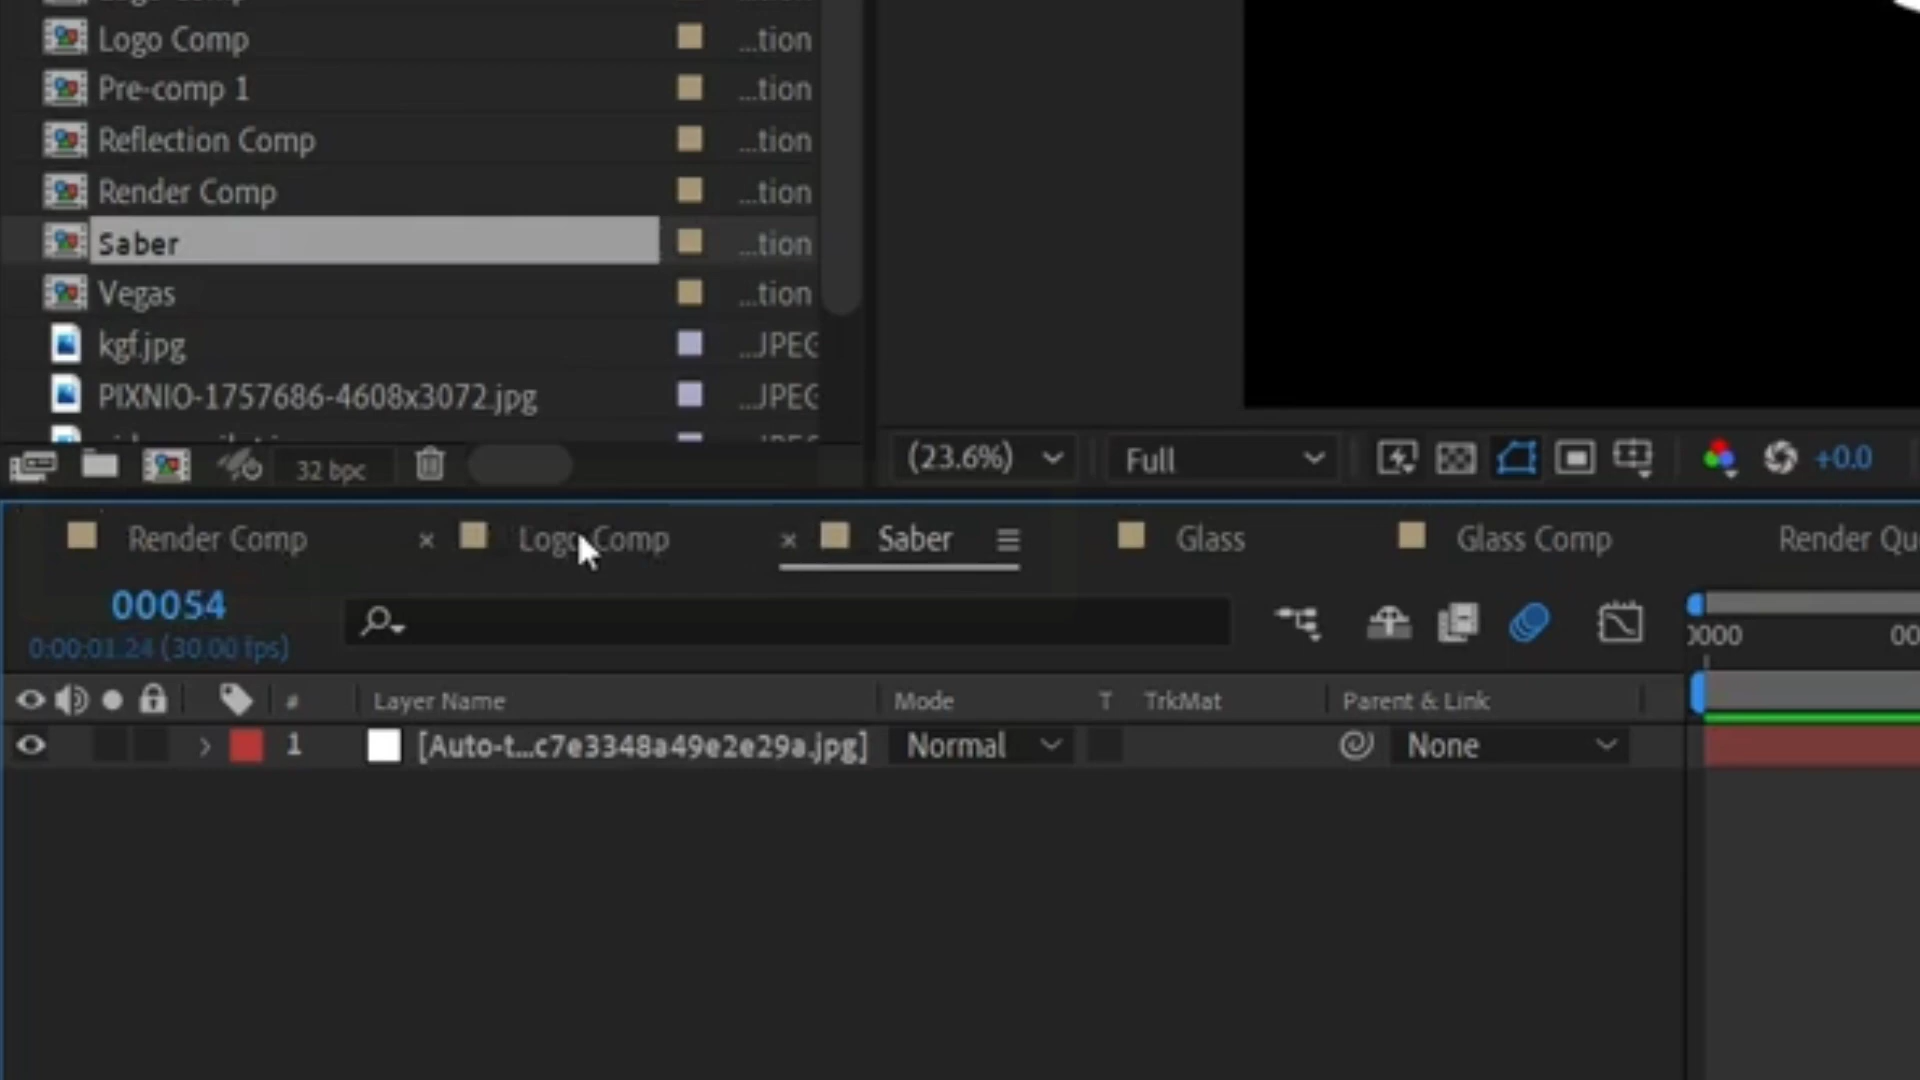 Logo Comp ...tion
Pre-comp 1 ...tion
Reflection Comp ...tion
Render Comp ...tion
Saber ...tion
Vegas ...tion
kgf.jpg ...JPEG
PIXNIO-1757686-4608x3072.jpg ...JPEG
32 bpc
(23.6%) Full +0.0
Render Comp × Logo Comp × Saber Glass Glass Comp Render Qu
00054
0:00:01:24 (30.00 fps)
0000 00
# Layer Name Mode T TrkMat Parent & Link
1 [Auto-t...c7e3348a49e2e29a.jpg] Normal None